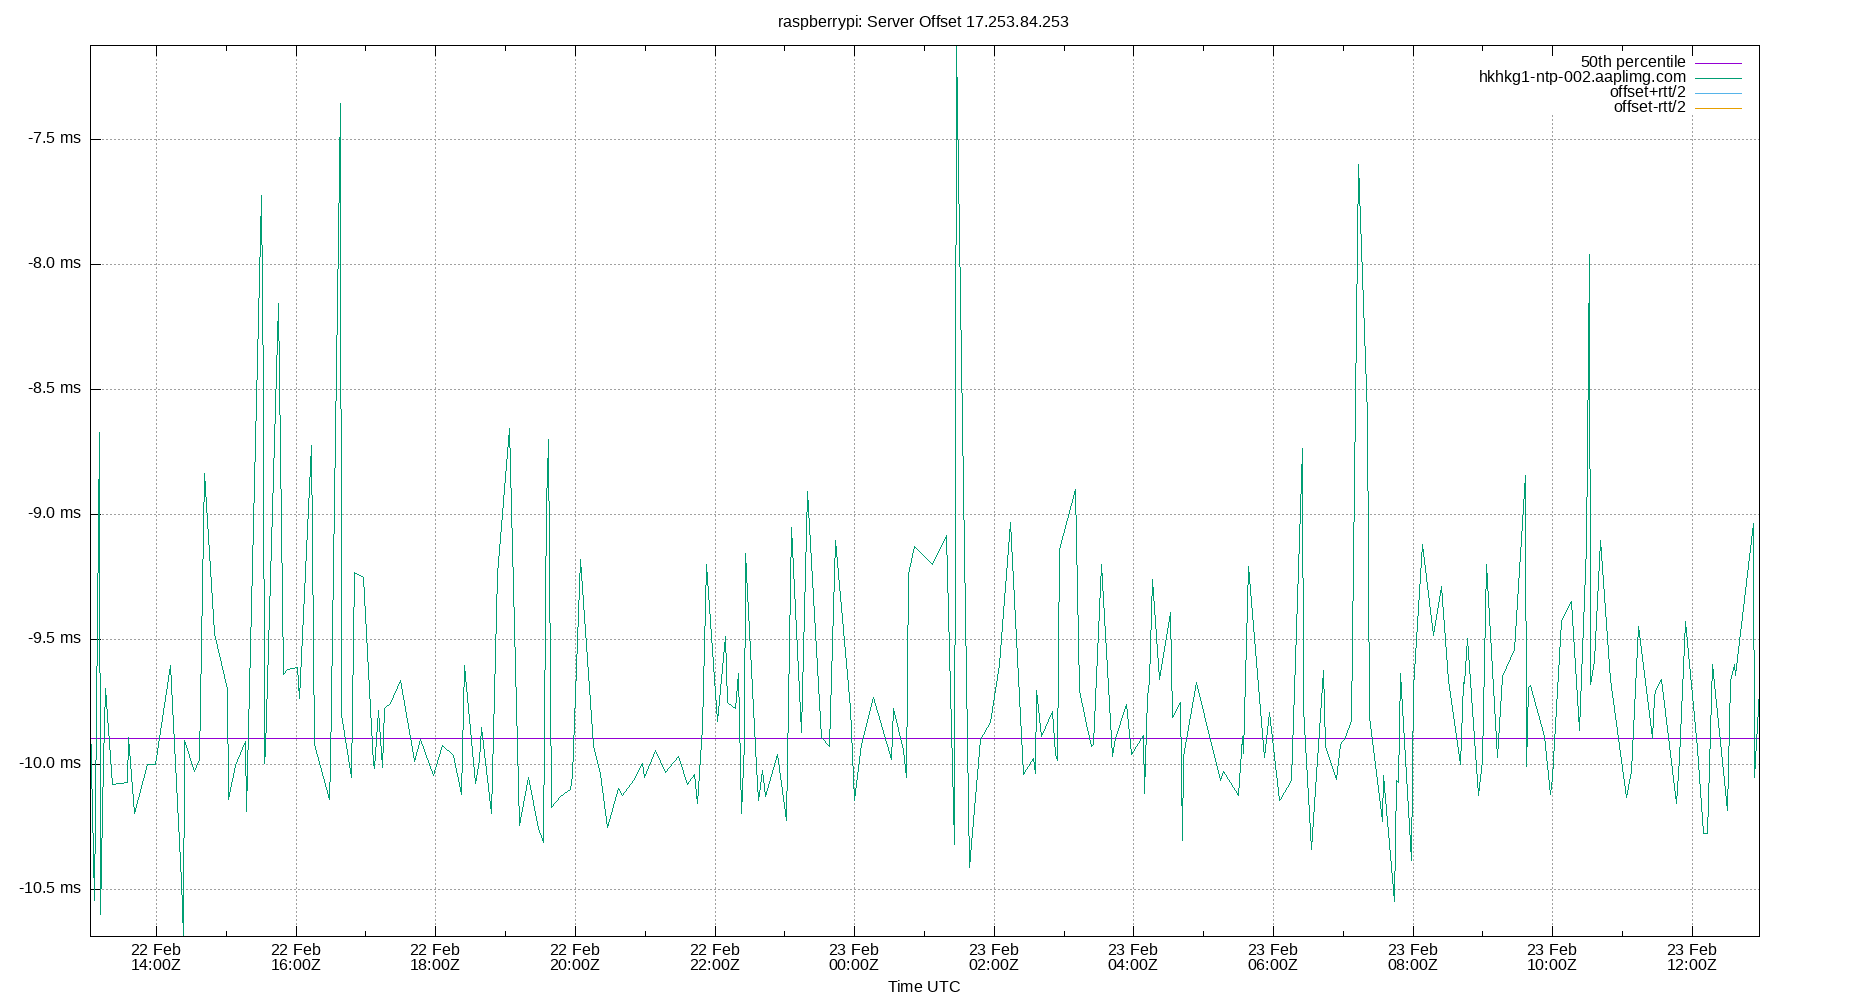 raspberrypi: Server Offset 17.253.84.253
50th percentile
hkhkg1-ntp-002.aaplimg.com
offset+rtt/2
offset-rtt/2
-7.5 ms
-8.0 ms
-8.5 ms
-9.0 ms
-9.5 ms
-10.0 ms
-10.5 ms
22 Feb 22 Feb 22 Feb 22 Feb 22 Feb 23 Feb 23 Feb 23 Feb 23 Feb 23 Feb 23 Feb 23 Feb
14:00Z 16:00Z 18:00Z 20:00Z 22:00Z 00:00Z 02:00Z 04:00Z 06:00Z 08:00Z 10:00Z 12:00Z
Time UTC